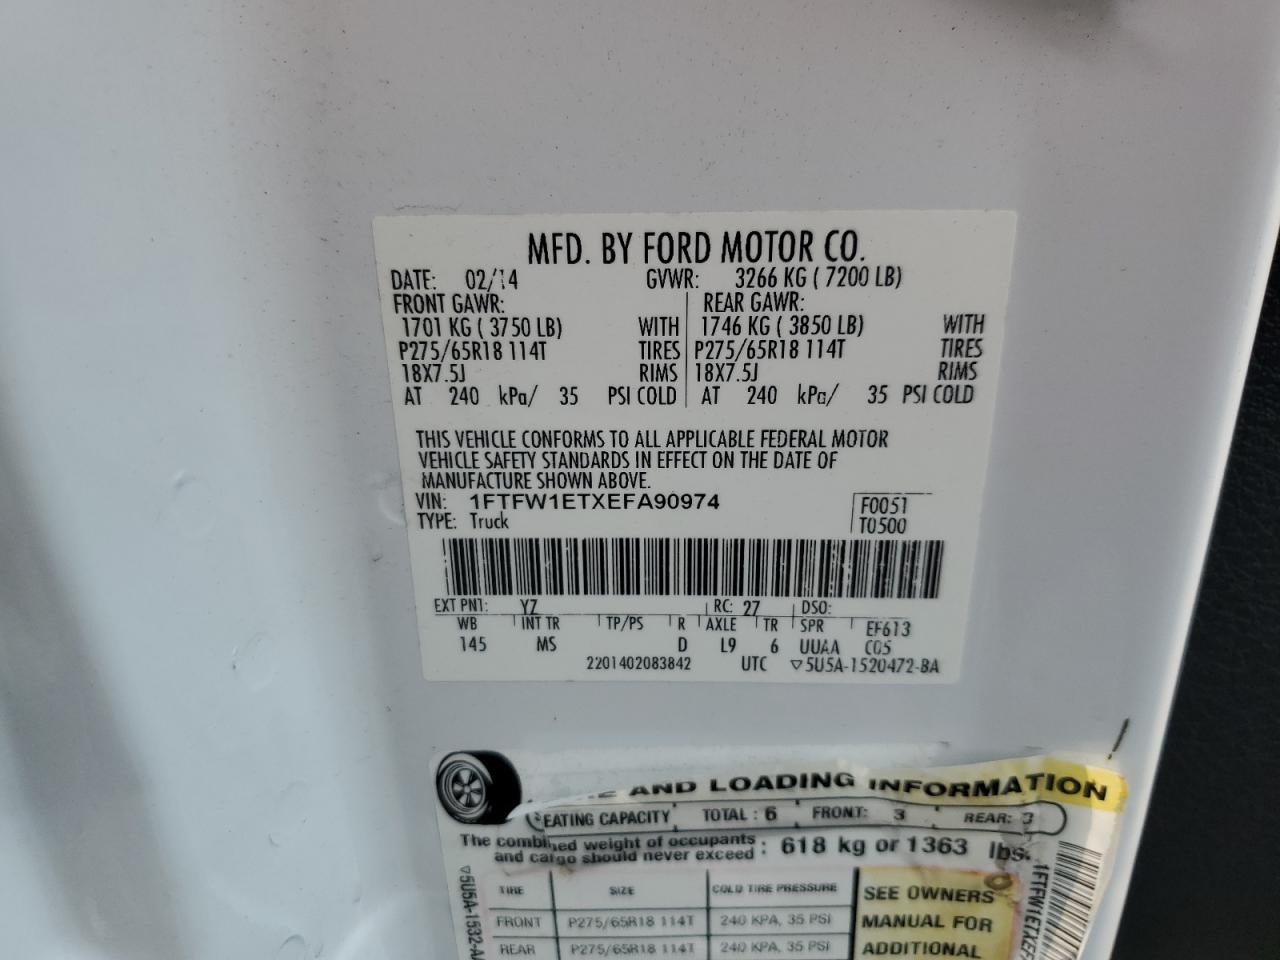 MFD. BY FORD MOTOR CO.
DATE: 02/14 GVWR: 3266 KG ( 7200 LB)
FRONT GAWR: REAR GAWR:
1701 KG ( 3750 LB) WITH 1746 KG ( 3850 LB) WITH
P275/65R18 114T TIRES P275/65R18 114T TIRES
18X7.5J RIMS 18X7.5J RIMS
AT 240 kPa/ 35 PSI COLD AT 240 kPa/ 35 PSI COLD
THIS VEHICLE CONFORMS TO ALL APPLICABLE FEDERAL MOTOR
VEHICLE SAFETY STANDARDS IN EFFECT ON THE DATE OF
MANUFACTURE SHOWN ABOVE.
VIN: 1FTFW1ETXEFA90974 F0051
TYPE: Truck T0500
EXT PNT: YZ RC: 27 DSO:
WB INT TR TP/PS R AXLE TR SPR EF613
145 MS D L9 6 UUAA C05
2201402083842 UTC ▽5U5A-1520472-BA
AND LOADING INFORMATION
SEATING CAPACITY TOTAL : 6 FRONT: 3 REAR: 3
The combined weight of occupants
and cargo should never exceed : 618 kg or 1363 lbs.
TIRE SIZE COLD TIRE PRESSURE
FRONT P275/65R18 114T 240 KPA, 35 PSI
REAR P275/65R18 114T 240 KPA, 35 PSI
SEE OWNERS
MANUAL FOR
ADDITIONAL
▽5U5A-1532-A
1FTFW1ETXEF